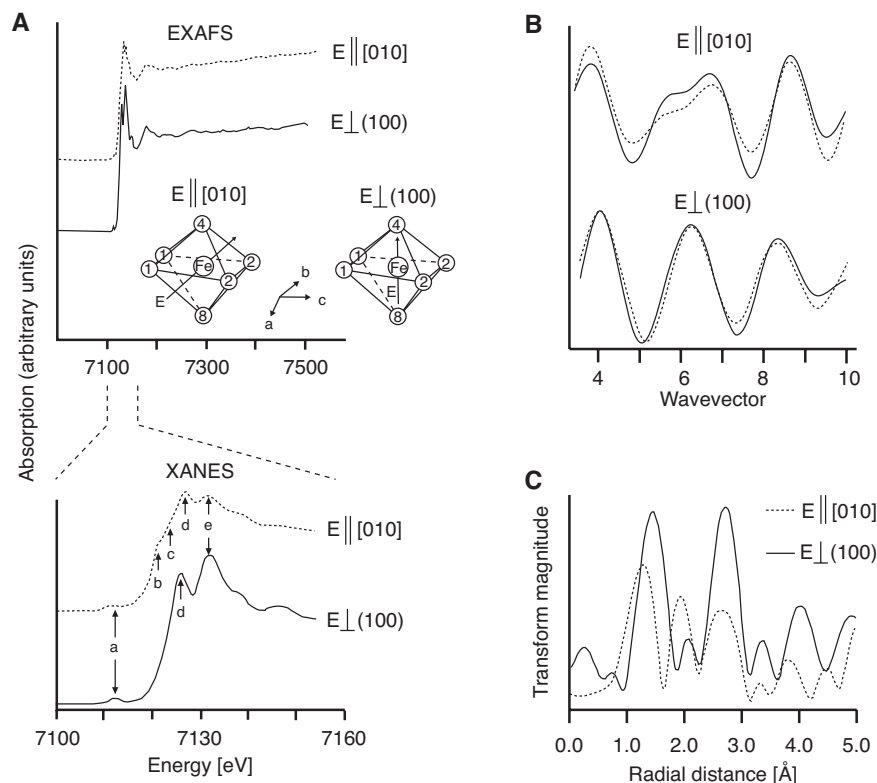 A
EXAFS
E || [010]
E⊥(100)
E || [010]
E⊥(100)
4
1
Fe
2
1
2
E
8
b
c
a
4
1
Fe
2
1
2
E
8
7100 7300 7500
Absorption (arbitrary units)
XANES
d
e
E || [010]
c
b
d
E⊥(100)
a
7100 7130 7160
Energy [eV]
B
E || [010]
E⊥(100)
4 6 8 10
Wavevector
C
E || [010]
E⊥(100)
Transform magnitude
0.0 1.0 2.0 3.0 4.0 5.0
Radial distance [Å]